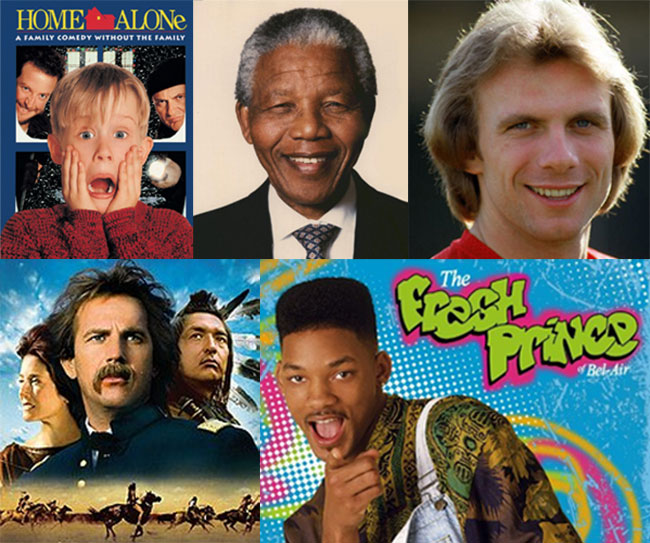 HOME ALONe
A FAMILY COMEDY WITHOUT THE FAMILY
The
FRESH
PRINCE
of Bel-Air